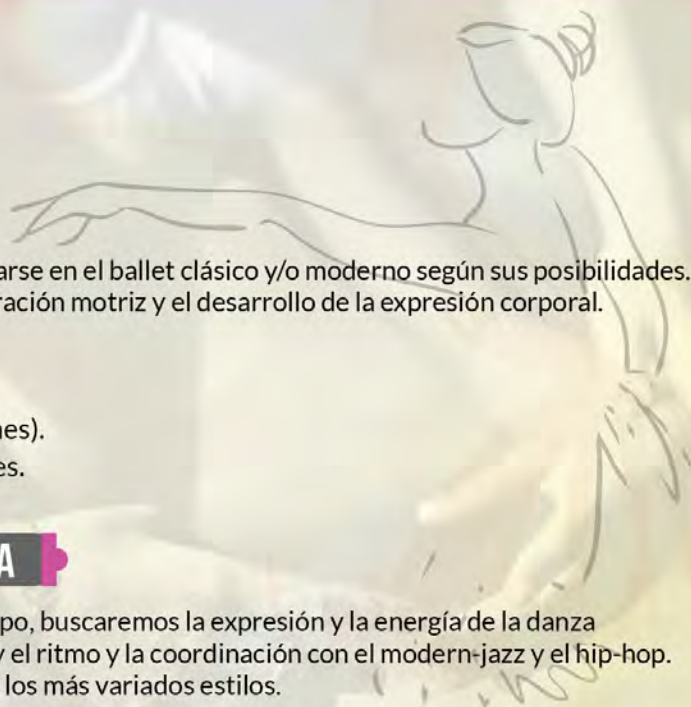 arse en el ballet clásico y/o moderno según sus posibilidades.
ración motriz y el desarrollo de la expresión corporal.
nes).
es.
A
po, buscaremos la expresión y la energía de la danza
y el ritmo y la coordinación con el modern-jazz y el hip-hop.
los más variados estilos.